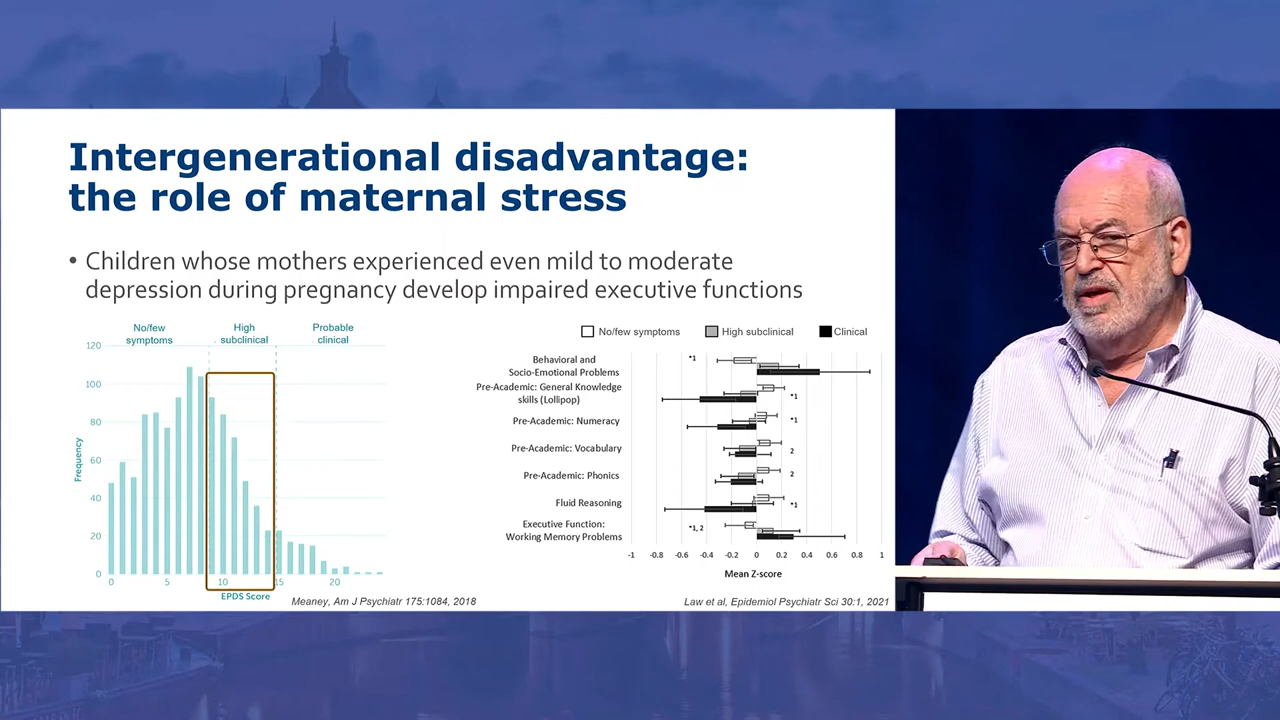 Intergenerational disadvantage:
the role of maternal stress
• Children whose mothers experienced even mild to moderate
depression during pregnancy develop impaired executive functions
No/few
symptoms
High
subclinical
Probable
clinical
120
100
80
60
40
20
0
Frequency
0 5 10 15 20
EPDS Score
Meaney, Am J Psychiatr 175:1084, 2018
No/few symptoms High subclinical Clinical
Behavioral and
Socio-Emotional Problems
*1
Pre-Academic: General Knowledge
skills (Lollipop)
*1
Pre-Academic: Numeracy
*1
Pre-Academic: Vocabulary
2
Pre-Academic: Phonics
2
Fluid Reasoning
*1
Executive Function:
Working Memory Problems
*1, 2
-1 -0.8 -0.6 -0.4 -0.2 0 0.2 0.4 0.6 0.8 1
Mean Z-score
Law et al, Epidemiol Psychiatr Sci 30:1, 2021